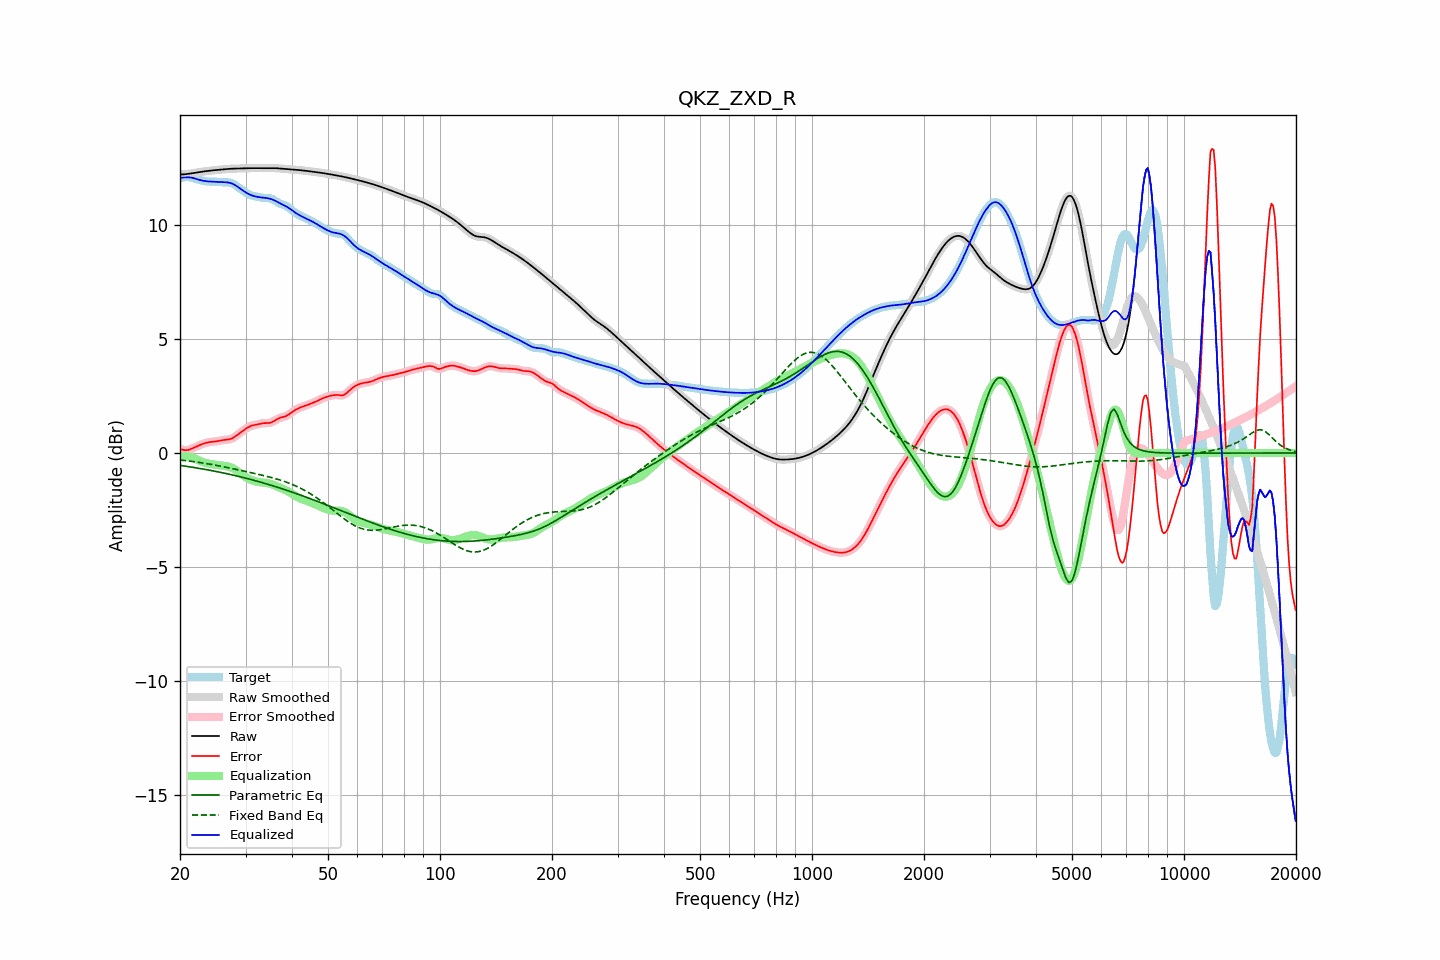 QKZ_ZXD_R
Amplitude (dBr)
10
5
0
−5
−10
−15
Target
Raw Smoothed
Error Smoothed
Raw
Error
Equalization
Parametric Eq
Fixed Band Eq
Equalized
20 50 100 200 500 1000 2000 5000 10000 20000
Frequency (Hz)